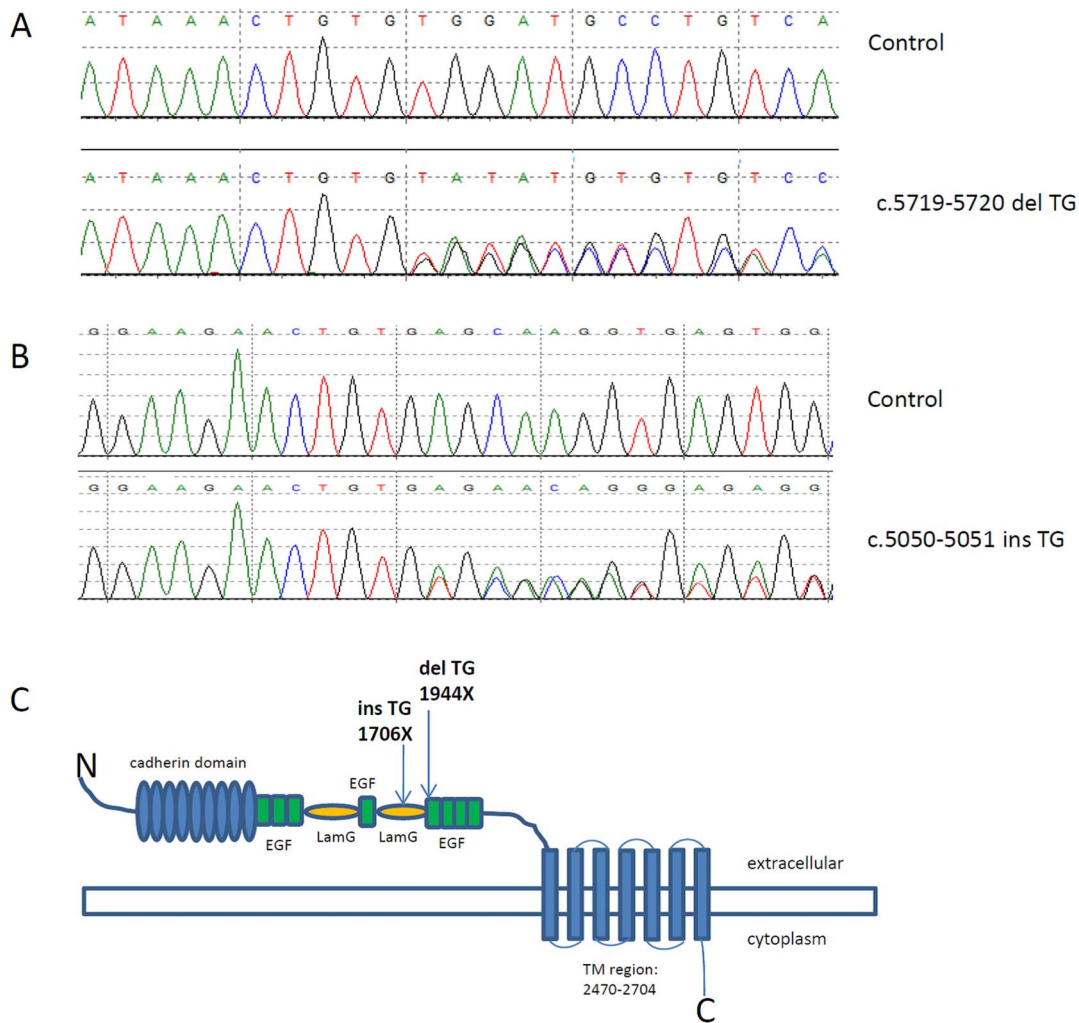 A
A T A A A C T G T G T G G A T G C C T G T C A
Control
A T A A A C T G T G T A T A T G T G T G T C C
c.5719-5720 del TG
B
G G A A G A A C T G T G A G C A A G G T G A G T G G
Control
G G A A G A A C T G T G A G A A C A G G G A G A G G
c.5050-5051 ins TG
C
del TG
1944X
ins TG
1706X
N
cadherin domain
EGF
EGF
LamG
LamG
EGF
extracellular
cytoplasm
TM region:
2470-2704
C